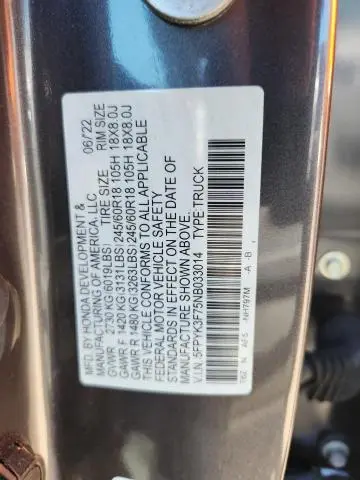 MFD. BY HONDA DEVELOPMENT & 06/22
MANUFACTURING OF AMERICA, LLC.
GVWR 2730 KG(6019LBS) TIRE SIZE RIM SIZE
GAWR F 1420 KG(3131LBS) 245/60R18 105H 18X8.0J
GAWR R 1480 KG(3263LBS) 245/60R18 105H 18X8.0J
THIS VEHICLE CONFORMS TO ALL APPLICABLE
FEDERAL MOTOR VEHICLE SAFETY
STANDARDS IN EFFECT ON THE DATE OF
MANUFACTURE SHOWN ABOVE.
V.I.N.: 5FPYK3F75NB033014 TYPE:TRUCK
T6Z N AF5 -NH797M -A -B